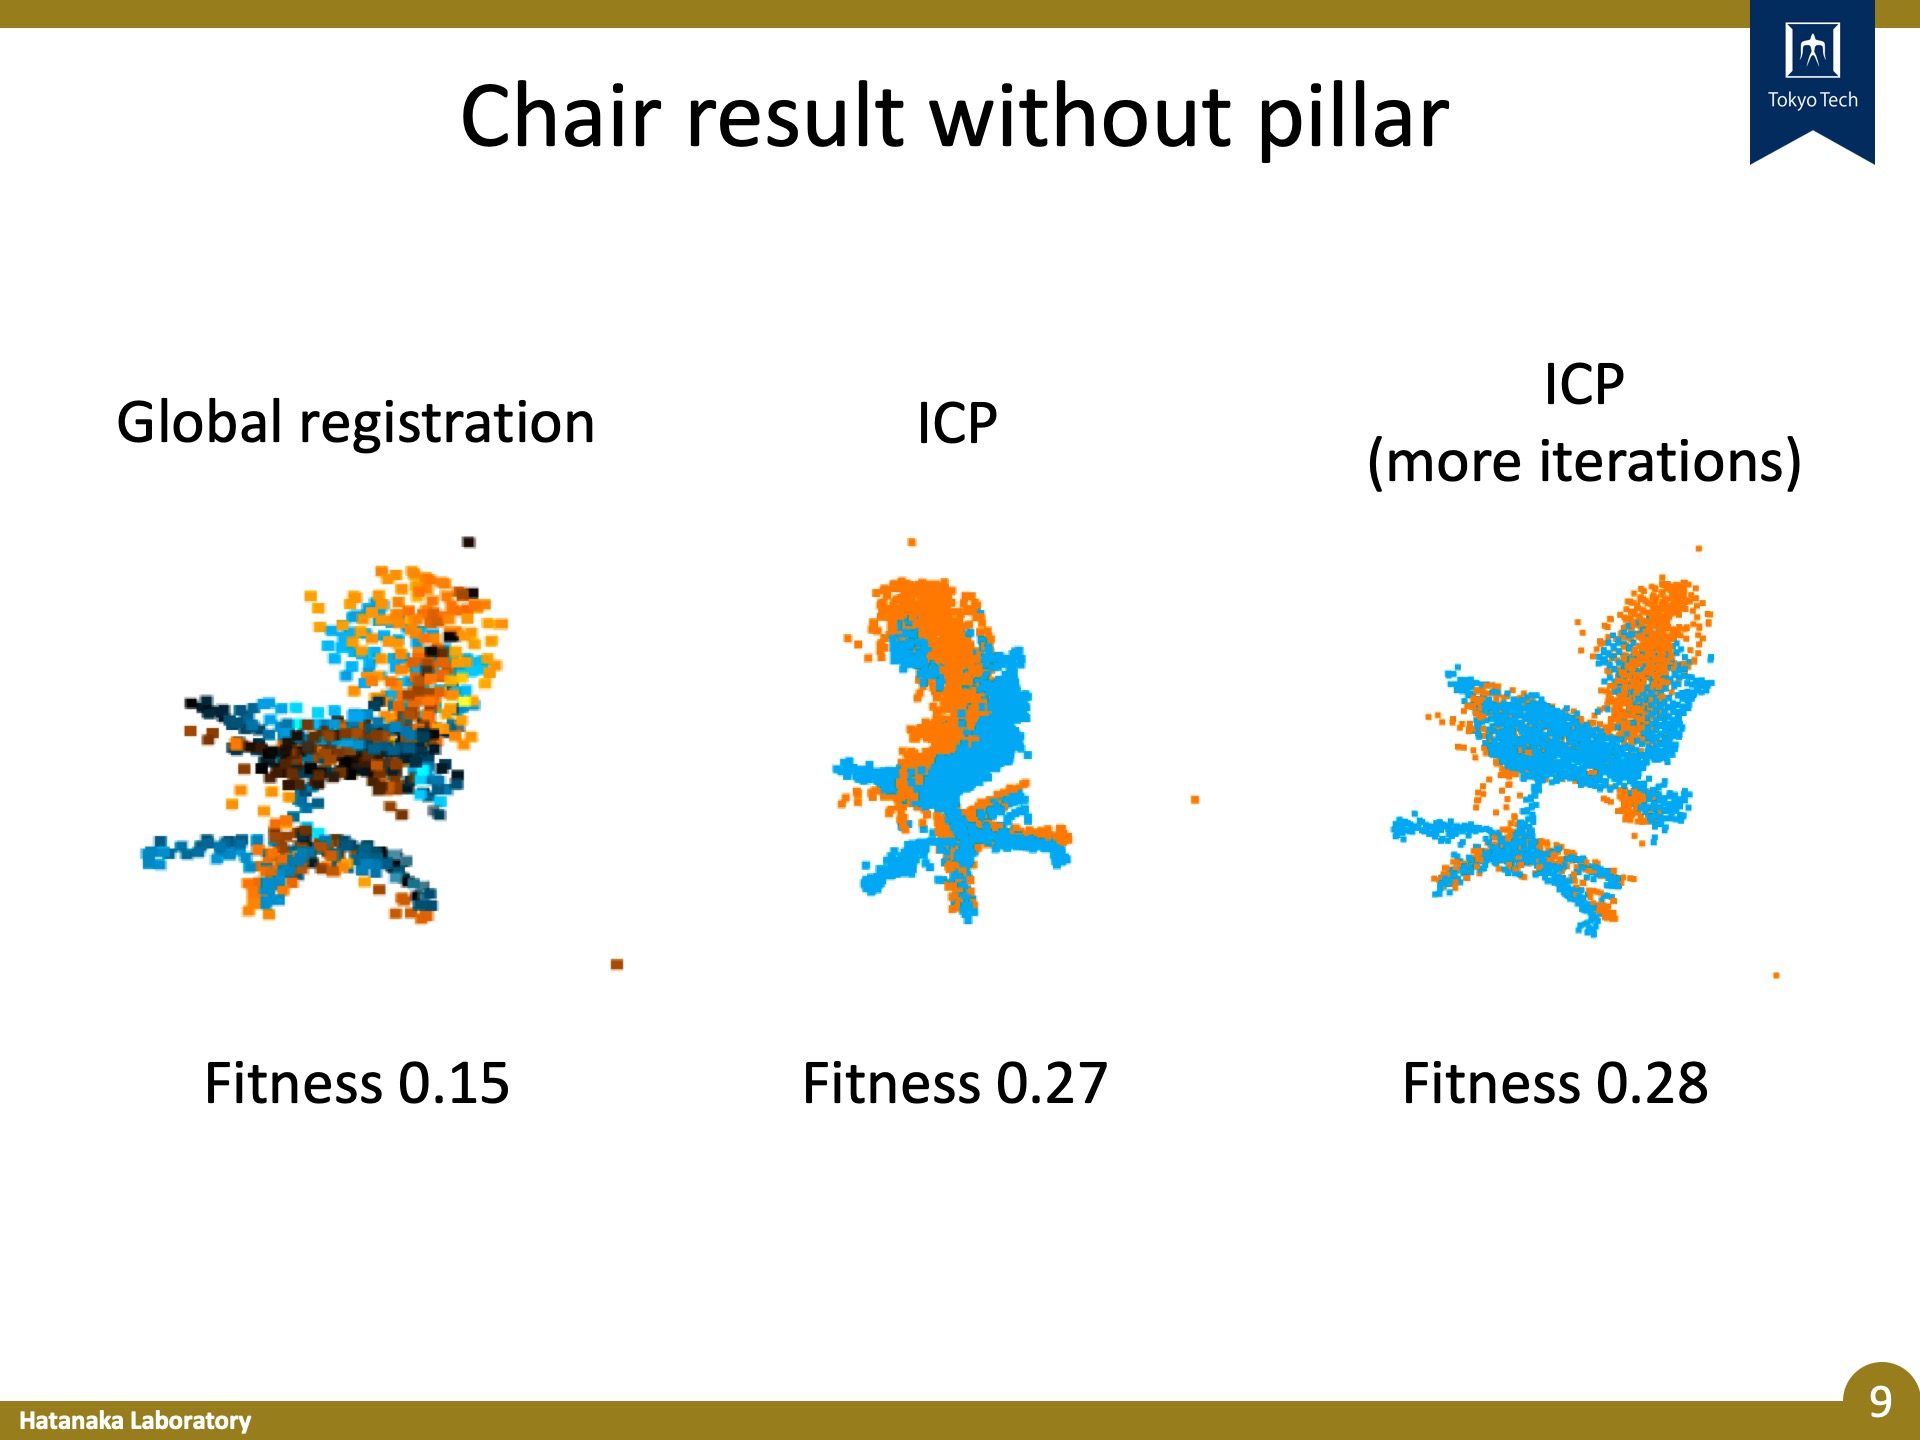 Tokyo Tech
Chair result without pillar
Global registration
ICP
ICP
(more iterations)
Fitness 0.15
Fitness 0.27
Fitness 0.28
Hatanaka Laboratory
9